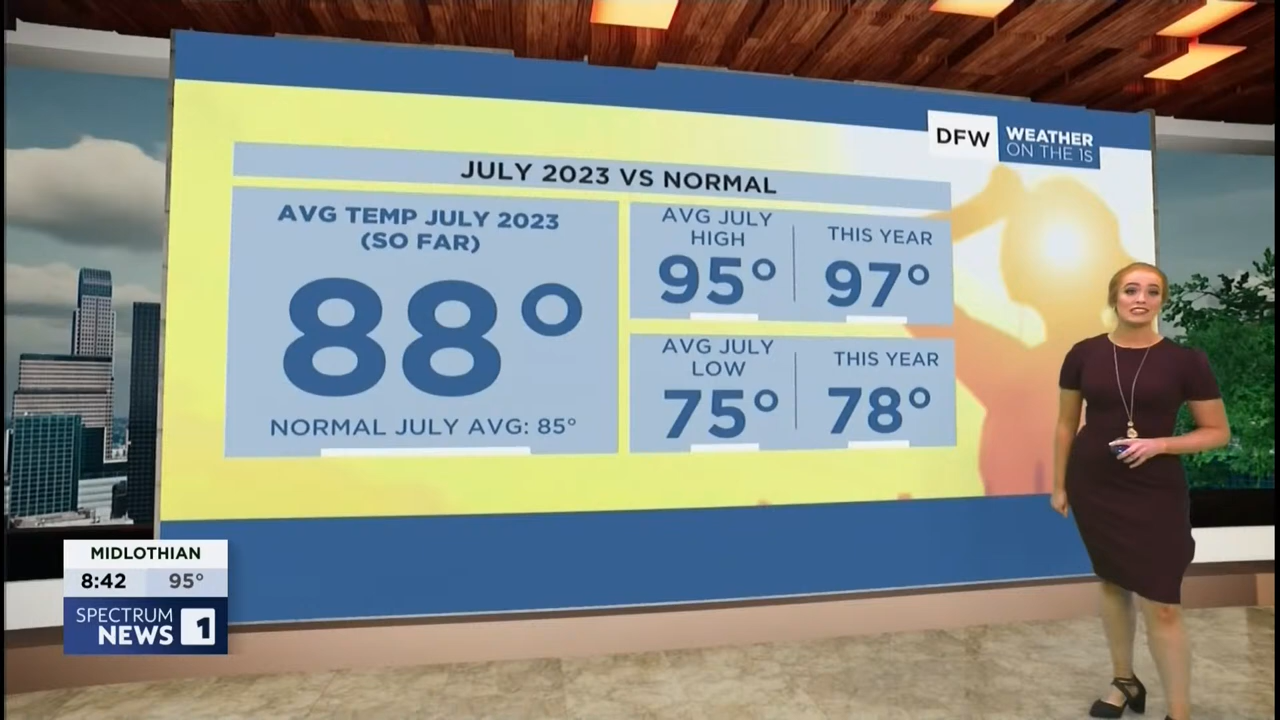 DFW
WEATHER
ON THE 1S
JULY 2023 VS NORMAL
AVG TEMP JULY 2023
(SO FAR)
88°
NORMAL JULY AVG: 85°
AVG JULY
HIGH
95°
THIS YEAR
97°
AVG JULY
LOW
75°
THIS YEAR
78°
MIDLOTHIAN
8:42 95°
SPECTRUM
NEWS 1